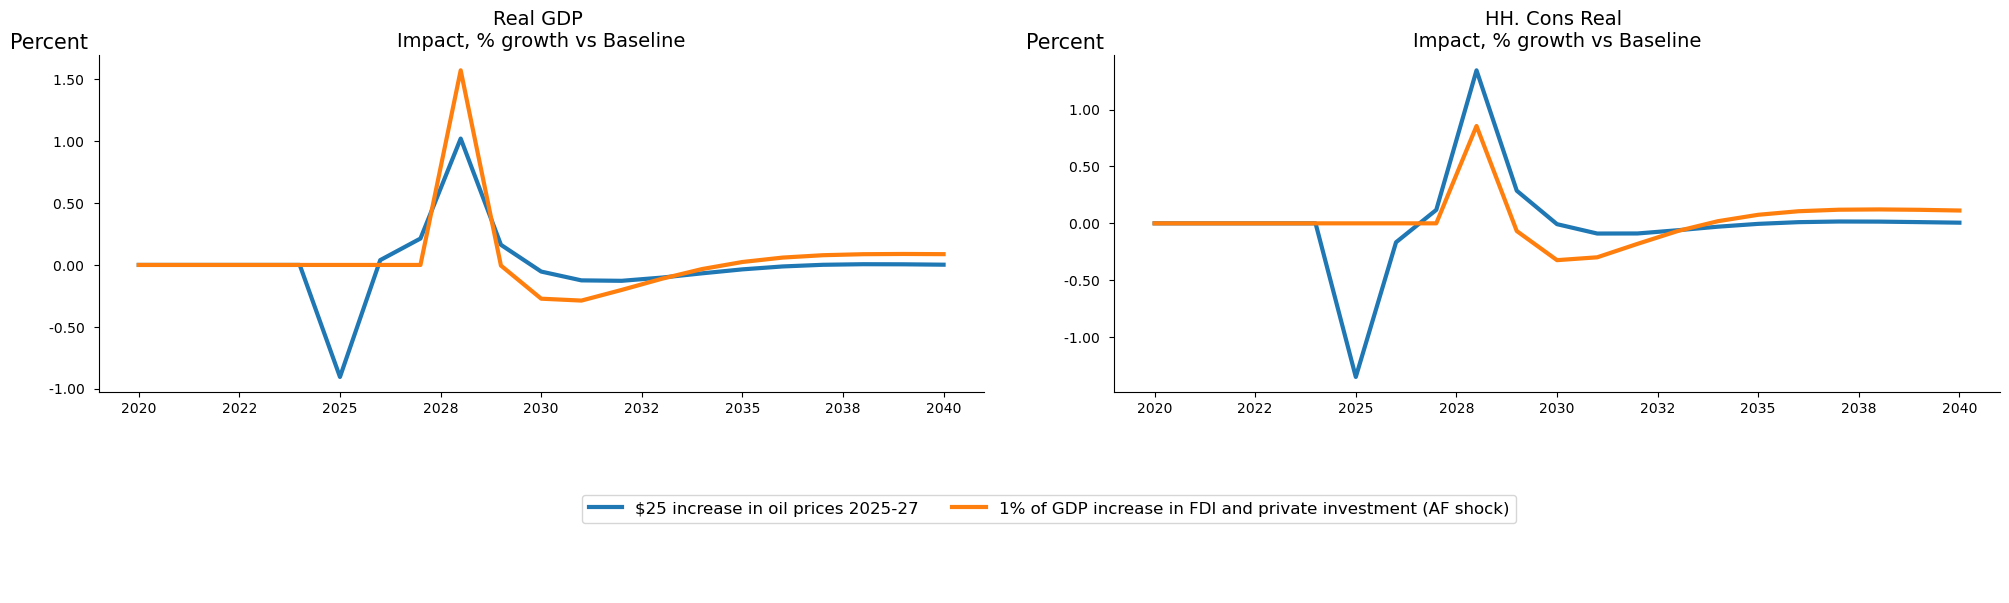 Real GDP
Impact, % growth vs Baseline
Percent
1.50
1.00
0.50
0.00
-0.50
-1.00
2020 2022 2025 2028 2030 2032 2035 2038 2040
HH. Cons Real
Impact, % growth vs Baseline
Percent
1.00
0.50
0.00
-0.50
-1.00
2020 2022 2025 2028 2030 2032 2035 2038 2040
$25 increase in oil prices 2025-27 1% of GDP increase in FDI and private investment (AF shock)